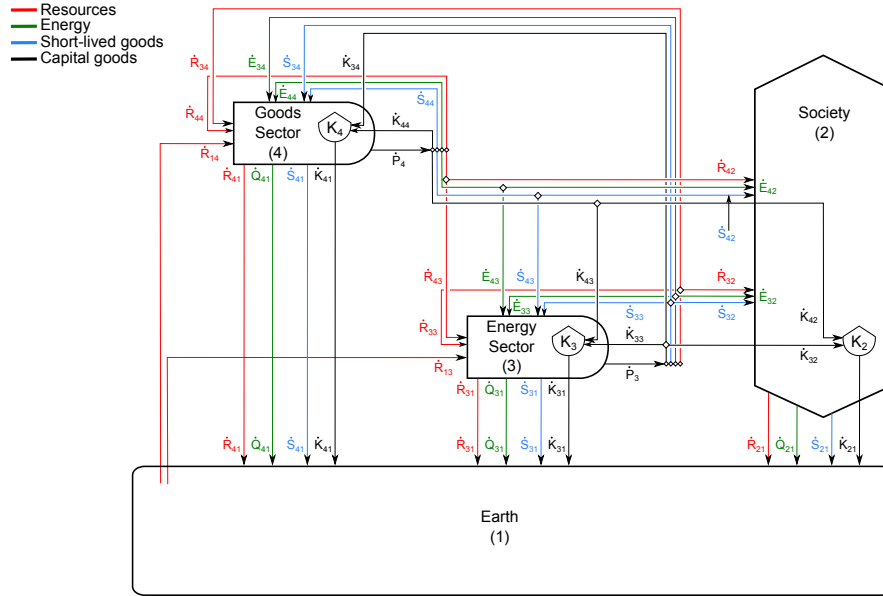 Resources
Energy
Short-lived goods
Capital goods
Ṙ34
Ė34
Ṡ34
K̇34
Ė44
Ṡ44
Ṙ44
Goods
Sector
(4)
K4
K̇44
Ṙ14
Ṗ4
Society
(2)
Ṙ41
Q̇41
Ṡ41
K̇41
Ṙ42
Ė42
Ṡ42
Ṙ43
Ė43
Ṡ43
K̇43
Ṙ32
Ė32
Ė33
Ṡ33
Ṡ32
Ṙ33
Energy
Sector
(3)
K3
K̇33
K̇42
K2
K̇32
Ṙ13
Ṗ3
Ṙ31
Q̇31
Ṡ31
K̇31
Ṙ41
Q̇41
Ṡ41
K̇41
Ṙ31
Q̇31
Ṡ31
K̇31
Ṙ21
Q̇21
Ṡ21
K̇21
Earth
(1)